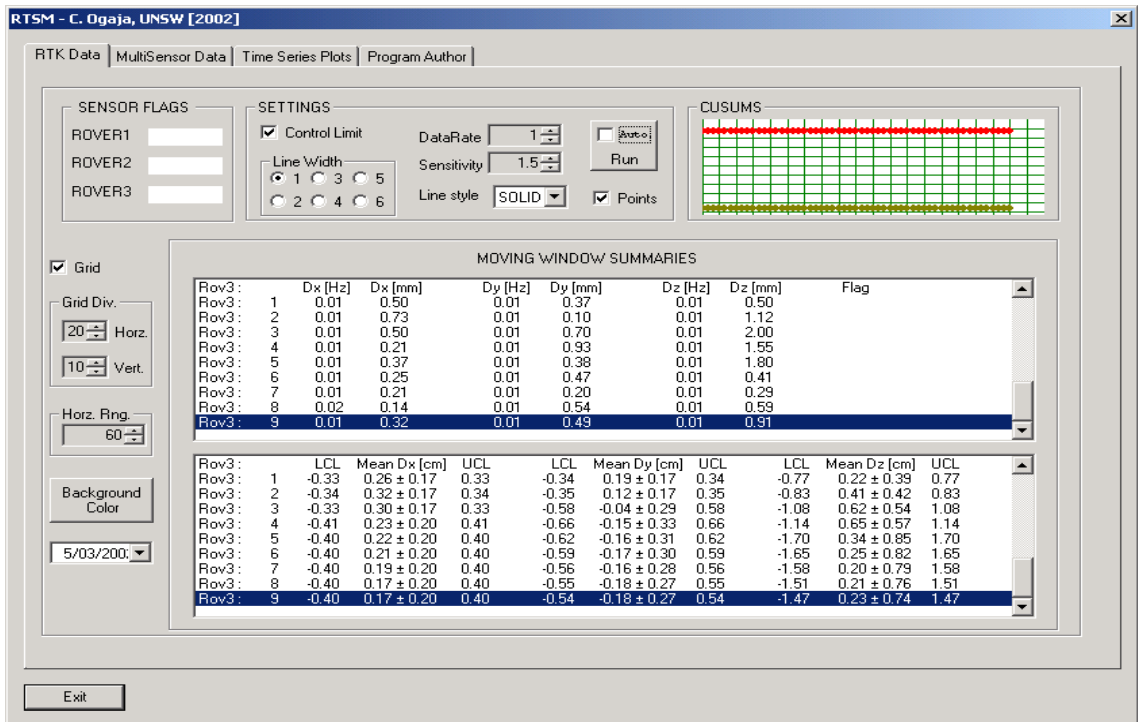 RTSM - C. Ogaja, UNSW [2002]
RTK Data MultiSensor Data Time Series Plots Program Author
SENSOR FLAGS
ROVER1
ROVER2
ROVER3
SETTINGS
Control Limit
Line Width
1 3 5
2 4 6
DataRate 1
Sensitivity 1.5
Line style SOLID
Auto
Run
Points
CUSUMS
Grid
Grid Div.
20 Horz.
10 Vert.
Horz. Rng.
60
Background
Color
5/03/200
MOVING WINDOW SUMMARIES
Rov3 : Dx [Hz] Dx [mm] Dy [Hz] Dy [mm] Dz [Hz] Dz [mm] Flag
Rov3 : 1 0.01 0.50 0.01 0.37 0.01 0.50
Rov3 : 2 0.01 0.73 0.01 0.10 0.01 1.12
Rov3 : 3 0.01 0.50 0.01 0.70 0.01 2.00
Rov3 : 4 0.01 0.21 0.01 0.93 0.01 1.55
Rov3 : 5 0.01 0.37 0.01 0.38 0.01 1.80
Rov3 : 6 0.01 0.25 0.01 0.47 0.01 0.41
Rov3 : 7 0.01 0.21 0.01 0.20 0.01 0.29
Rov3 : 8 0.02 0.14 0.01 0.54 0.01 0.59
Rov3 : 9 0.01 0.32 0.01 0.49 0.01 0.91
Rov3 : LCL Mean Dx [cm] UCL LCL Mean Dy [cm] UCL LCL Mean Dz [cm] UCL
Rov3 : 1 -0.33 0.26 ± 0.17 0.33 -0.34 0.19 ± 0.17 0.34 -0.77 0.22 ± 0.39 0.77
Rov3 : 2 -0.34 0.32 ± 0.17 0.34 -0.35 0.12 ± 0.17 0.35 -0.83 0.41 ± 0.42 0.83
Rov3 : 3 -0.33 0.30 ± 0.17 0.33 -0.58 -0.04 ± 0.29 0.58 -1.08 0.62 ± 0.54 1.08
Rov3 : 4 -0.41 0.23 ± 0.20 0.41 -0.66 -0.15 ± 0.33 0.66 -1.14 0.65 ± 0.57 1.14
Rov3 : 5 -0.40 0.22 ± 0.20 0.40 -0.62 -0.16 ± 0.31 0.62 -1.70 0.34 ± 0.85 1.70
Rov3 : 6 -0.40 0.21 ± 0.20 0.40 -0.59 -0.17 ± 0.30 0.59 -1.65 0.25 ± 0.82 1.65
Rov3 : 7 -0.40 0.19 ± 0.20 0.40 -0.56 -0.16 ± 0.28 0.56 -1.58 0.20 ± 0.79 1.58
Rov3 : 8 -0.40 0.17 ± 0.20 0.40 -0.55 -0.18 ± 0.27 0.55 -1.51 0.21 ± 0.76 1.51
Rov3 : 9 -0.40 0.17 ± 0.20 0.40 -0.54 -0.18 ± 0.27 0.54 -1.47 0.23 ± 0.74 1.47
Exit